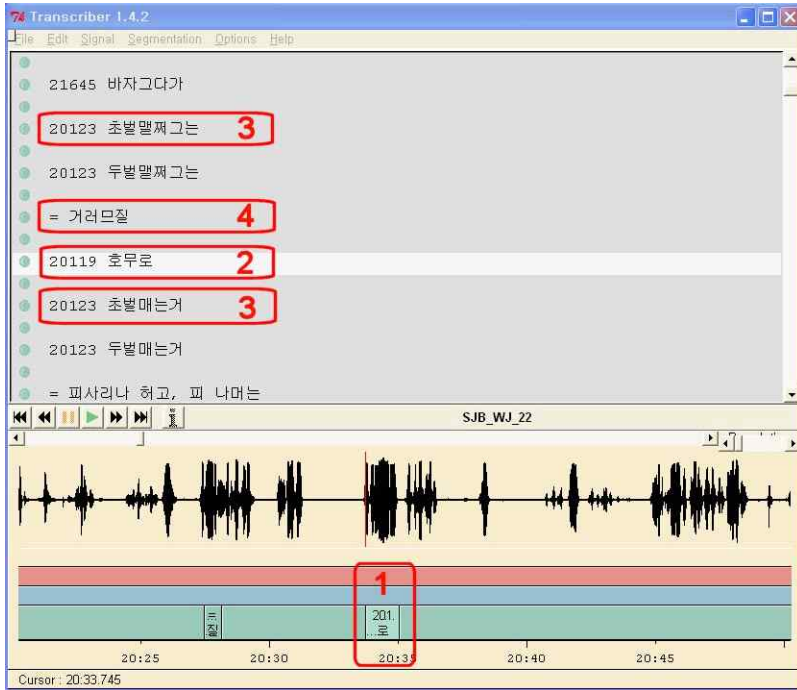 74 Transcriber 1.4.2
File Edit Signal Segmentation Options Help
21645 바자그다가
20123 초벌맬쩌그는 3
20123 두벌맬쩌그는
= 거러므질 4
20119 호무로 2
20123 초벌매는거 3
20123 두벌매는거
= 피사리나 허고, 피 나머는
i SJB_WJ_22
1
= 201.
질 …로
20:25 20:30 20:35 20:40 20:45
Cursor : 20:33.745